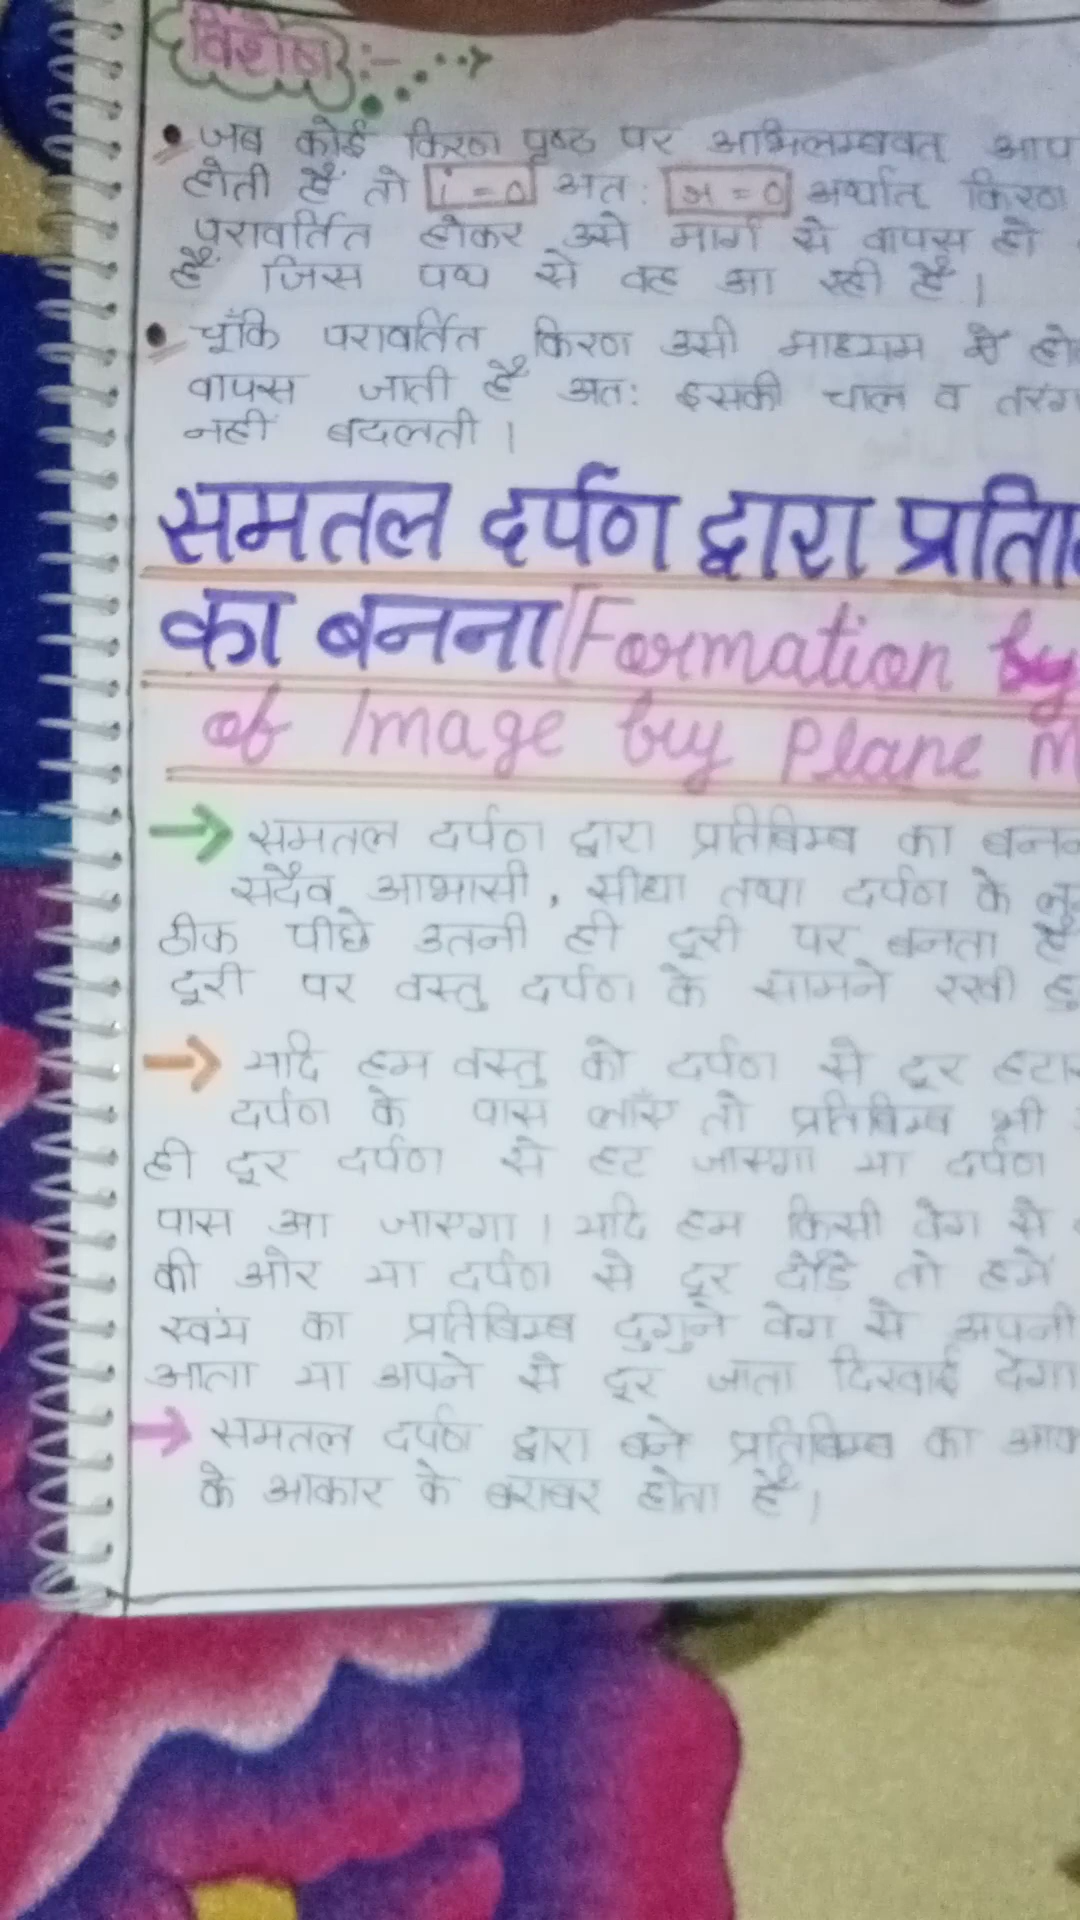 विशेष :-
• जब कोई किरण पृष्ठ पर अभिलम्बवत् आप
होती हैं तो i = 0 अतः r = 0 अर्थात् किरण
परावर्तित होकर उसी मार्ग से वापस हो
है जिस पथ से वह आ रही है।
• चूँकि परावर्तित किरण उसी माध्यम में हो
वापस जाती है अतः इसकी चाल व तरंग
नहीं बदलती।
समतल दर्पण द्वारा प्रतिब
का बनना/Formation by
of Image by Plane M
→ समतल दर्पण द्वारा प्रतिबिम्ब का बनन
सदैव आभासी, सीधा तथा दर्पण के
ठीक पीछे उतनी ही दूरी पर बनता है
दूरी पर वस्तु दर्पण के सामने रखी हु
→ यदि हम वस्तु को दर्पण से दूर हटा
दर्पण के पास लाएँ तो प्रतिबिम्ब भी
ही दूर दर्पण से हट जाएगा या दर्पण
पास आ जाएगा। यदि हम किसी वेग से
की ओर या दर्पण से दूर दौडे तो हमें
स्वंय का प्रतिबिम्ब दुगुने वेग से अपनी
आता या अपने से दूर जाता दिखाई देगा
→ समतल दर्पण द्वारा बने प्रतिबिम्ब का आक
के आकार के बराबर होता है।